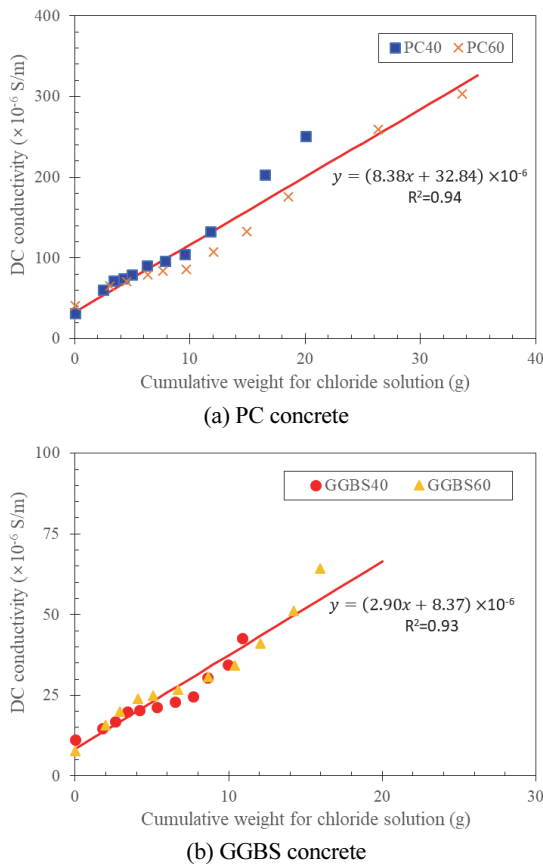 400
300
200
100
0
DC conductivity (×10⁻⁶ S/m)
PC40 PC60
y = (8.38x + 32.84) ×10⁻⁶
R²=0.94
0 10 20 30 40
Cumulative weight for chloride solution (g)
(a) PC concrete
100
75
50
25
0
DC conductivity (×10⁻⁶ S/m)
GGBS40 GGBS60
y = (2.90x + 8.37) ×10⁻⁶
R²=0.93
0 10 20 30
Cumulative weight for chloride solution (g)
(b) GGBS concrete